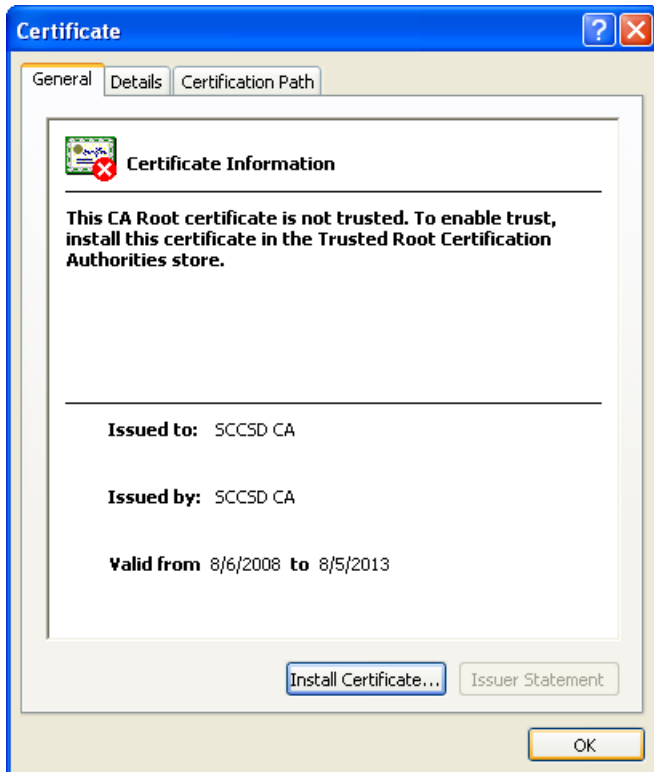 Certificate
General Details Certification Path
Certificate Information
This CA Root certificate is not trusted. To enable trust,
install this certificate in the Trusted Root Certification
Authorities store.
Issued to: SCCSD CA
Issued by: SCCSD CA
Valid from 8/6/2008 to 8/5/2013
Install Certificate... Issuer Statement
OK